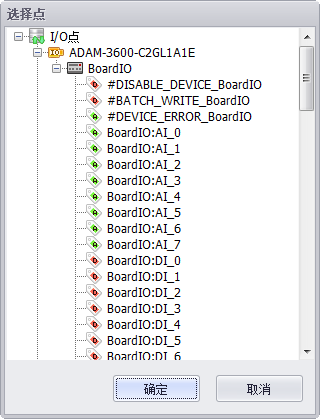 选择点
I/O点
ADAM-3600-C2GL1A1E
BoardIO
#DISABLE_DEVICE_BoardIO
#BATCH_WRITE_BoardIO
#DEVICE_ERROR_BoardIO
BoardIO:AI_0
BoardIO:AI_1
BoardIO:AI_2
BoardIO:AI_3
BoardIO:AI_4
BoardIO:AI_5
BoardIO:AI_6
BoardIO:AI_7
BoardIO:DI_0
BoardIO:DI_1
BoardIO:DI_2
BoardIO:DI_3
BoardIO:DI_4
BoardIO:DI_5
BoardIO:DI_6
确定 取消